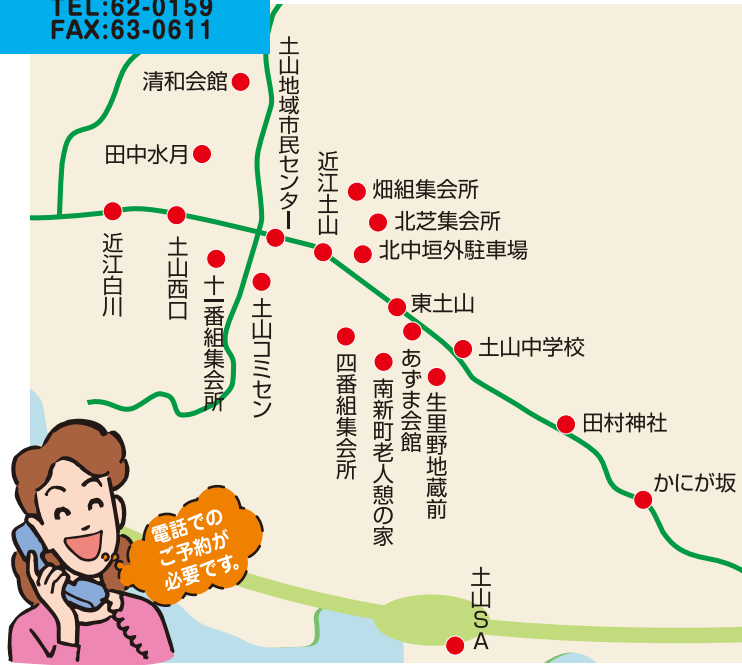 TEL:62-0159
FAX:63-0611
清和会館
土山地域市民センター
田中水月
近江土山
畑組集会所
北芝集会所
北中垣外駐車場
近江白川
土山西口
十一番組集会所
土山コミセン
東土山
四番組集会所
南新町老人憩の家
あずま会館
生里野地蔵前
土山中学校
田村神社
かにが坂
電話での
ご予約が
必要です。
土山SA